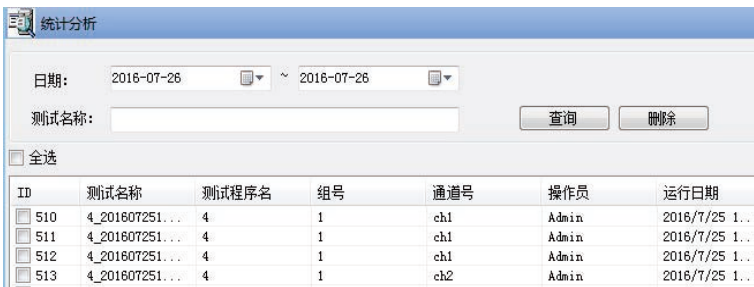 统计分析
日期: 2016-07-26 ~ 2016-07-26
测试名称: 查询 删除
全选
ID 测试名称 测试程序名 组号 通道号 操作员 运行日期
510 4_201607251... 4 1 ch1 Admin 2016/7/25 1..
511 4_201607251... 4 1 ch1 Admin 2016/7/25 1..
512 4_201607251... 4 1 ch1 Admin 2016/7/25 1..
513 4_201607251... 4 1 ch2 Admin 2016/7/25 1..